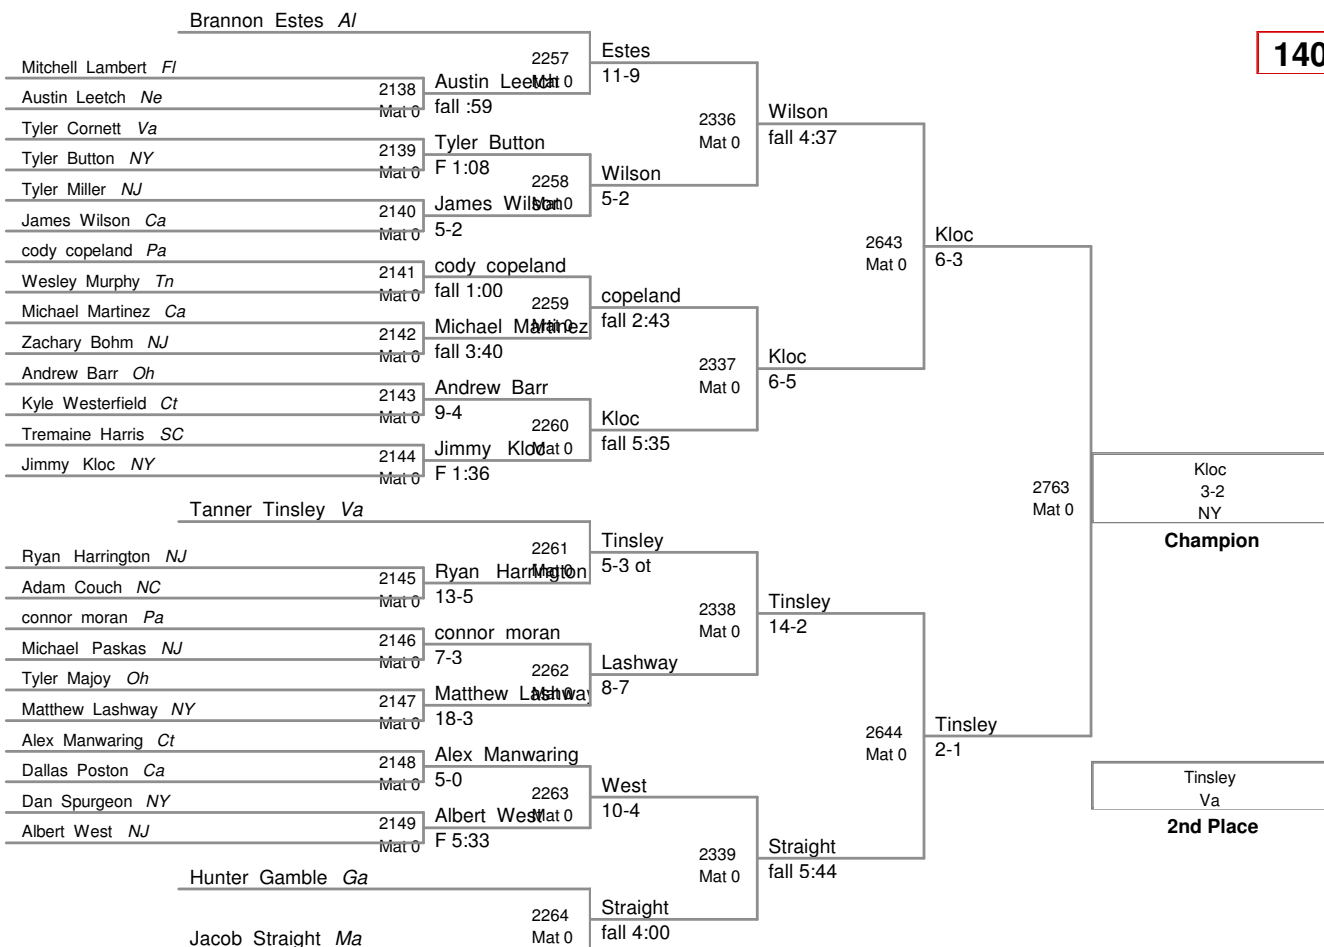 Brannon Estes Al
140
Mitchell Lambert Fl
Austin Leetch Ne
Tyler Cornett Va
Tyler Button NY
Tyler Miller NJ
James Wilson Ca
cody copeland Pa
Wesley Murphy Tn
Michael Martinez Ca
Zachary Bohm NJ
Andrew Barr Oh
Kyle Westerfield Ct
Tremaine Harris SC
Jimmy Kloc NY
2138
Mat 0
Austin Leetch
fall :59
2139
Mat 0
Tyler Button
F 1:08
2140
Mat 0
James Wilson
5-2
2141
Mat 0
cody copeland
fall 1:00
2142
Mat 0
Michael Martinez
fall 3:40
2143
Mat 0
Andrew Barr
9-4
2144
Mat 0
Jimmy Kloc
F 1:36
2257
Mat 0
Estes
11-9
2258
Mat 0
Wilson
5-2
2259
Mat 0
copeland
fall 2:43
2260
Mat 0
Kloc
fall 5:35
2336
Mat 0
Wilson
fall 4:37
2337
Mat 0
Kloc
6-5
2643
Mat 0
Kloc
6-3
Tanner Tinsley Va
Ryan Harrington NJ
Adam Couch NC
connor moran Pa
Michael Paskas NJ
Tyler Majoy Oh
Matthew Lashway NY
Alex Manwaring Ct
Dallas Poston Ca
Dan Spurgeon NY
Albert West NJ
Hunter Gamble Ga
Jacob Straight Ma
2145
Mat 0
Ryan Harrington
13-5
2146
Mat 0
connor moran
7-3
2147
Mat 0
Matthew Lashway
18-3
2148
Mat 0
Alex Manwaring
5-0
2149
Mat 0
Albert West
F 5:33
2261
Mat 0
Tinsley
5-3 ot
2262
Mat 0
Lashway
8-7
2263
Mat 0
West
10-4
2264
Mat 0
Straight
fall 4:00
2338
Mat 0
Tinsley
14-2
2339
Mat 0
Straight
fall 5:44
2644
Mat 0
Tinsley
2-1
2763
Mat 0
Kloc
3-2
NY
Champion
Tinsley
Va
2nd Place